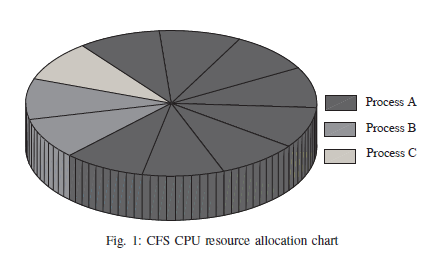 Process A
Process B
Process C
Fig. 1: CFS CPU resource allocation chart